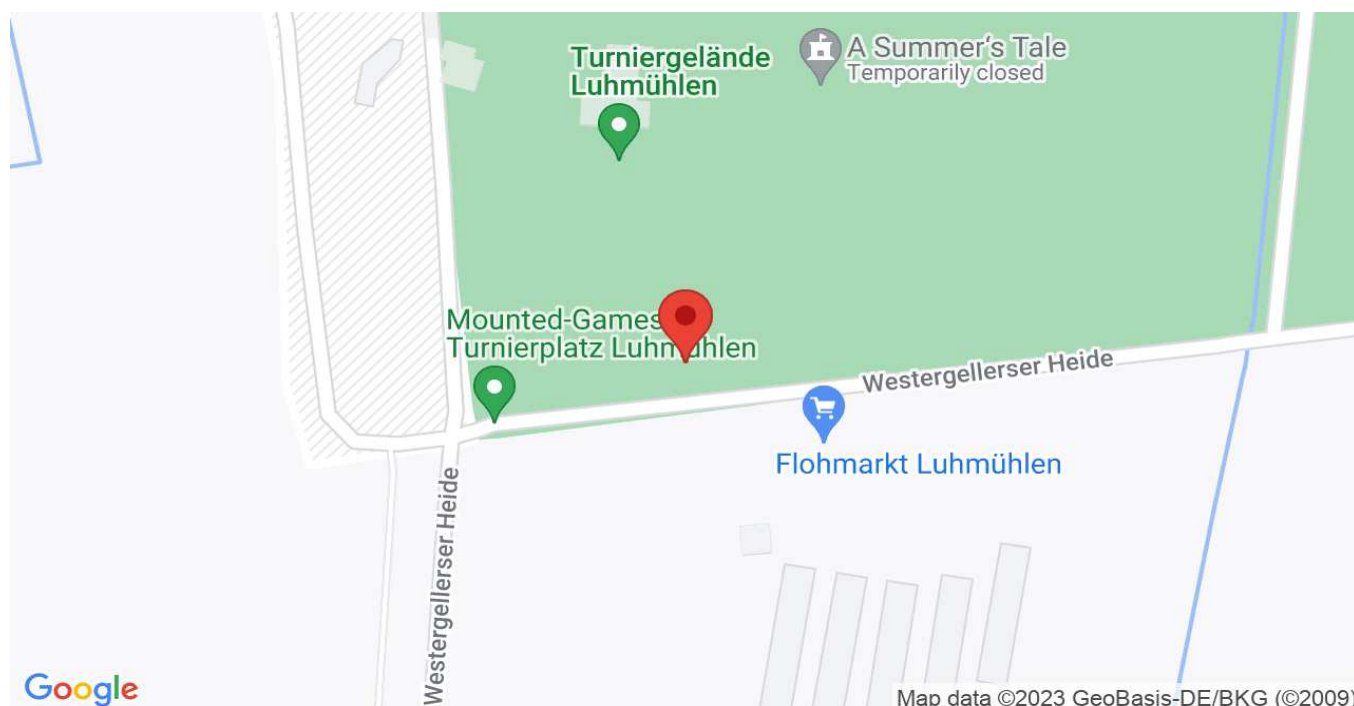 Turniergelände
Luhmühlen
A Summer's Tale
Temporarily closed
Mounted-Games
Turnierplatz Luhmühlen
Westergellerser Heide
Flohmarkt Luhmühlen
Westergellerser Heide
Google
Map data ©2023 GeoBasis-DE/BKG (©2009)